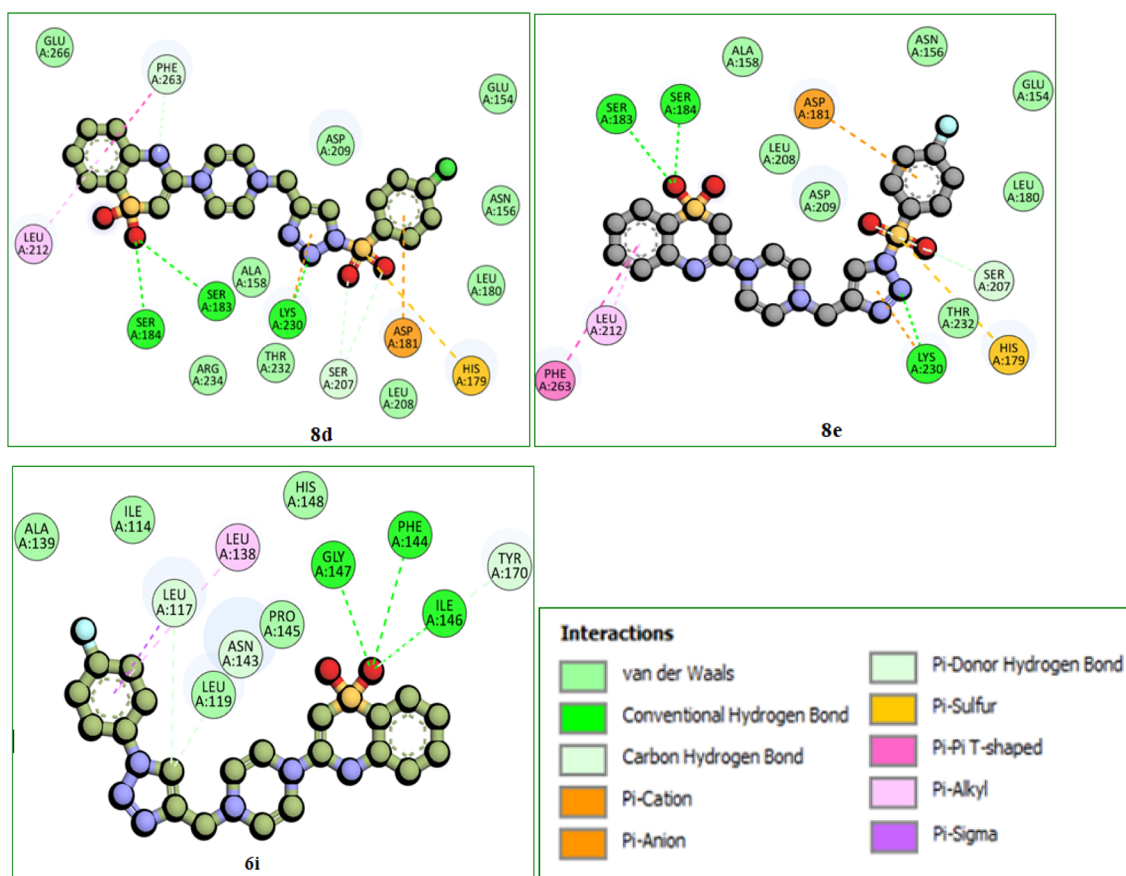 GLU
A:266
PHE
A:263
GLU
A:154
ASP
A:209
ASN
A:156
LEU
A:212
LEU
A:180
ALA
A:158
SER
A:183
LYS
A:230
SER
A:184
ASP
A:181
THR
A:232
ARG
A:234
SER
A:207
HIS
A:179
LEU
A:208
8d
ASN
A:156
ALA
A:158
GLU
A:154
SER
A:184
SER
A:183
ASP
A:181
LEU
A:208
ASP
A:209
LEU
A:180
SER
A:207
LEU
A:212
THR
A:232
HIS
A:179
LYS
A:230
PHE
A:263
8e
HIS
A:148
ILE
A:114
ALA
A:139
LEU
A:138
PHE
A:144
GLY
A:147
TYR
A:170
LEU
A:117
ILE
A:146
PRO
A:145
ASN
A:143
LEU
A:119
6i
Interactions
van der Waals
Conventional Hydrogen Bond
Carbon Hydrogen Bond
Pi-Cation
Pi-Anion
Pi-Donor Hydrogen Bond
Pi-Sulfur
Pi-Pi T-shaped
Pi-Alkyl
Pi-Sigma